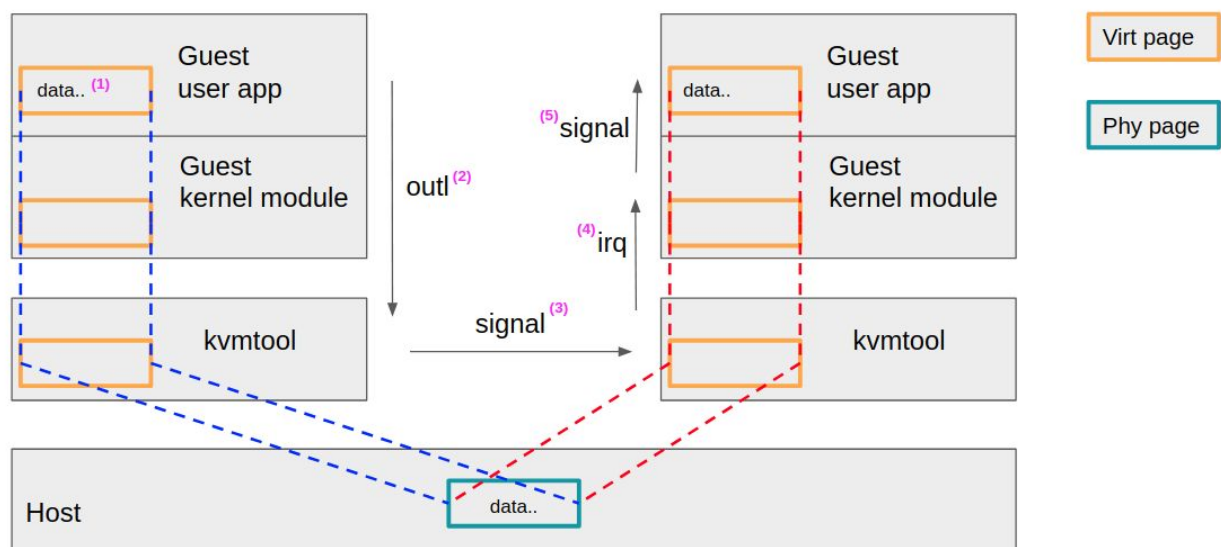 Guest
user app
data.. (1)
Guest
kernel module
kvmtool
outl (2)
signal (3)
(4) irq
(5) signal
Guest
user app
data..
Guest
kernel module
kvmtool
Host
data..
Virt page
Phy page